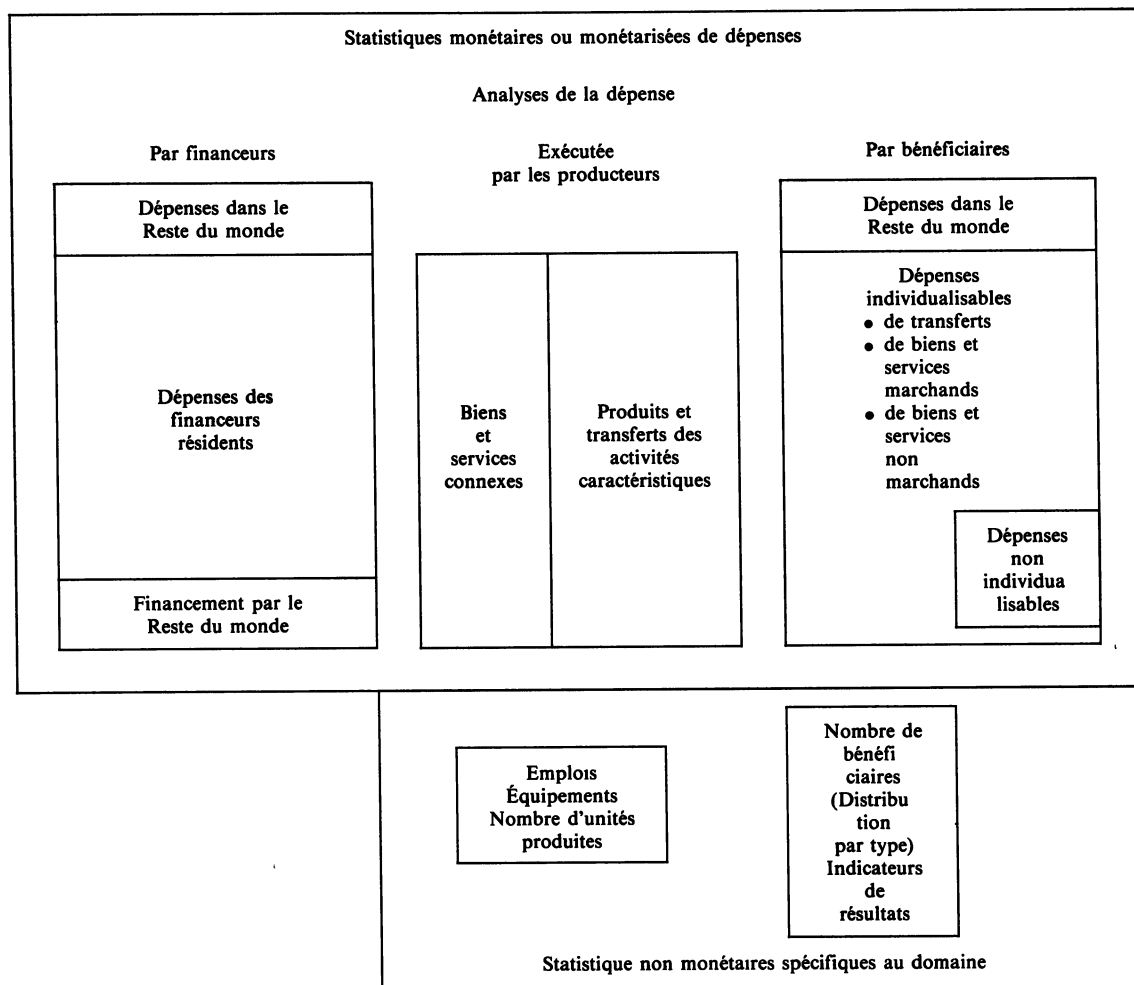 Statistiques monétaires ou monétarisées de dépenses
Analyses de la dépense
Par financeurs
Exécutée
par les producteurs
Par bénéficiaires
Dépenses dans le
Reste du monde
Dépenses des
financeurs
résidents
Financement par le
Reste du monde
Biens
et
services
connexes
Produits et
transferts des
activités
caractéristiques
Dépenses dans le
Reste du monde
Dépenses
individualisables
• de transferts
• de biens et
services
marchands
• de biens et
services
non
marchands
Dépenses
non
individua
lisables
Emplois
Équipements
Nombre d'unités
produites
Nombre de
bénéfi
ciaires
(Distribu
tion
par type)
Indicateurs
de
résultats
Statistique non monétaires spécifiques au domaine